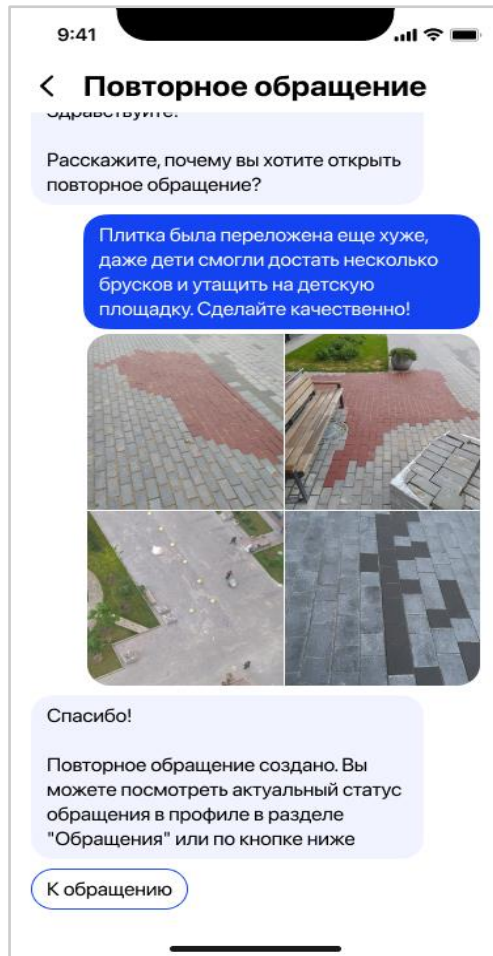 9:41
Повторное обращение
Здравствуйте!
Расскажите, почему вы хотите открыть
повторное обращение?
Плитка была переложена еще хуже,
даже дети смогли достать несколько
брусков и утащить на детскую
площадку. Сделайте качественно!
Спасибо!
Повторное обращение создано. Вы
можете посмотреть актуальный статус
обращения в профиле в разделе
"Обращения" или по кнопке ниже
К обращению